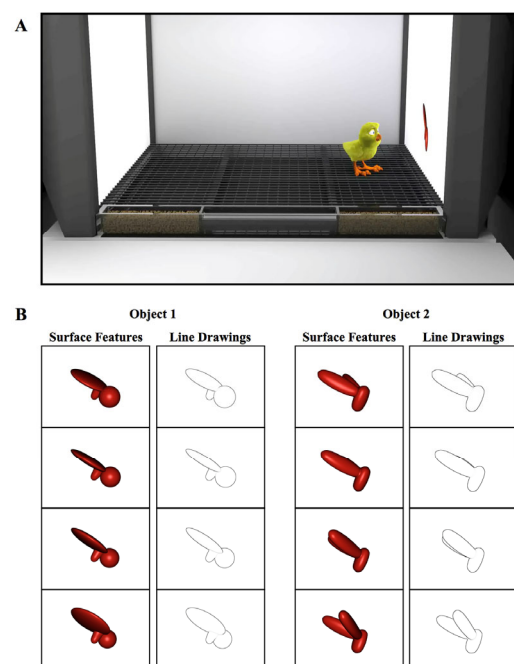 A
B
Object 1
Object 2
Surface Features
Line Drawings
Surface Features
Line Drawings